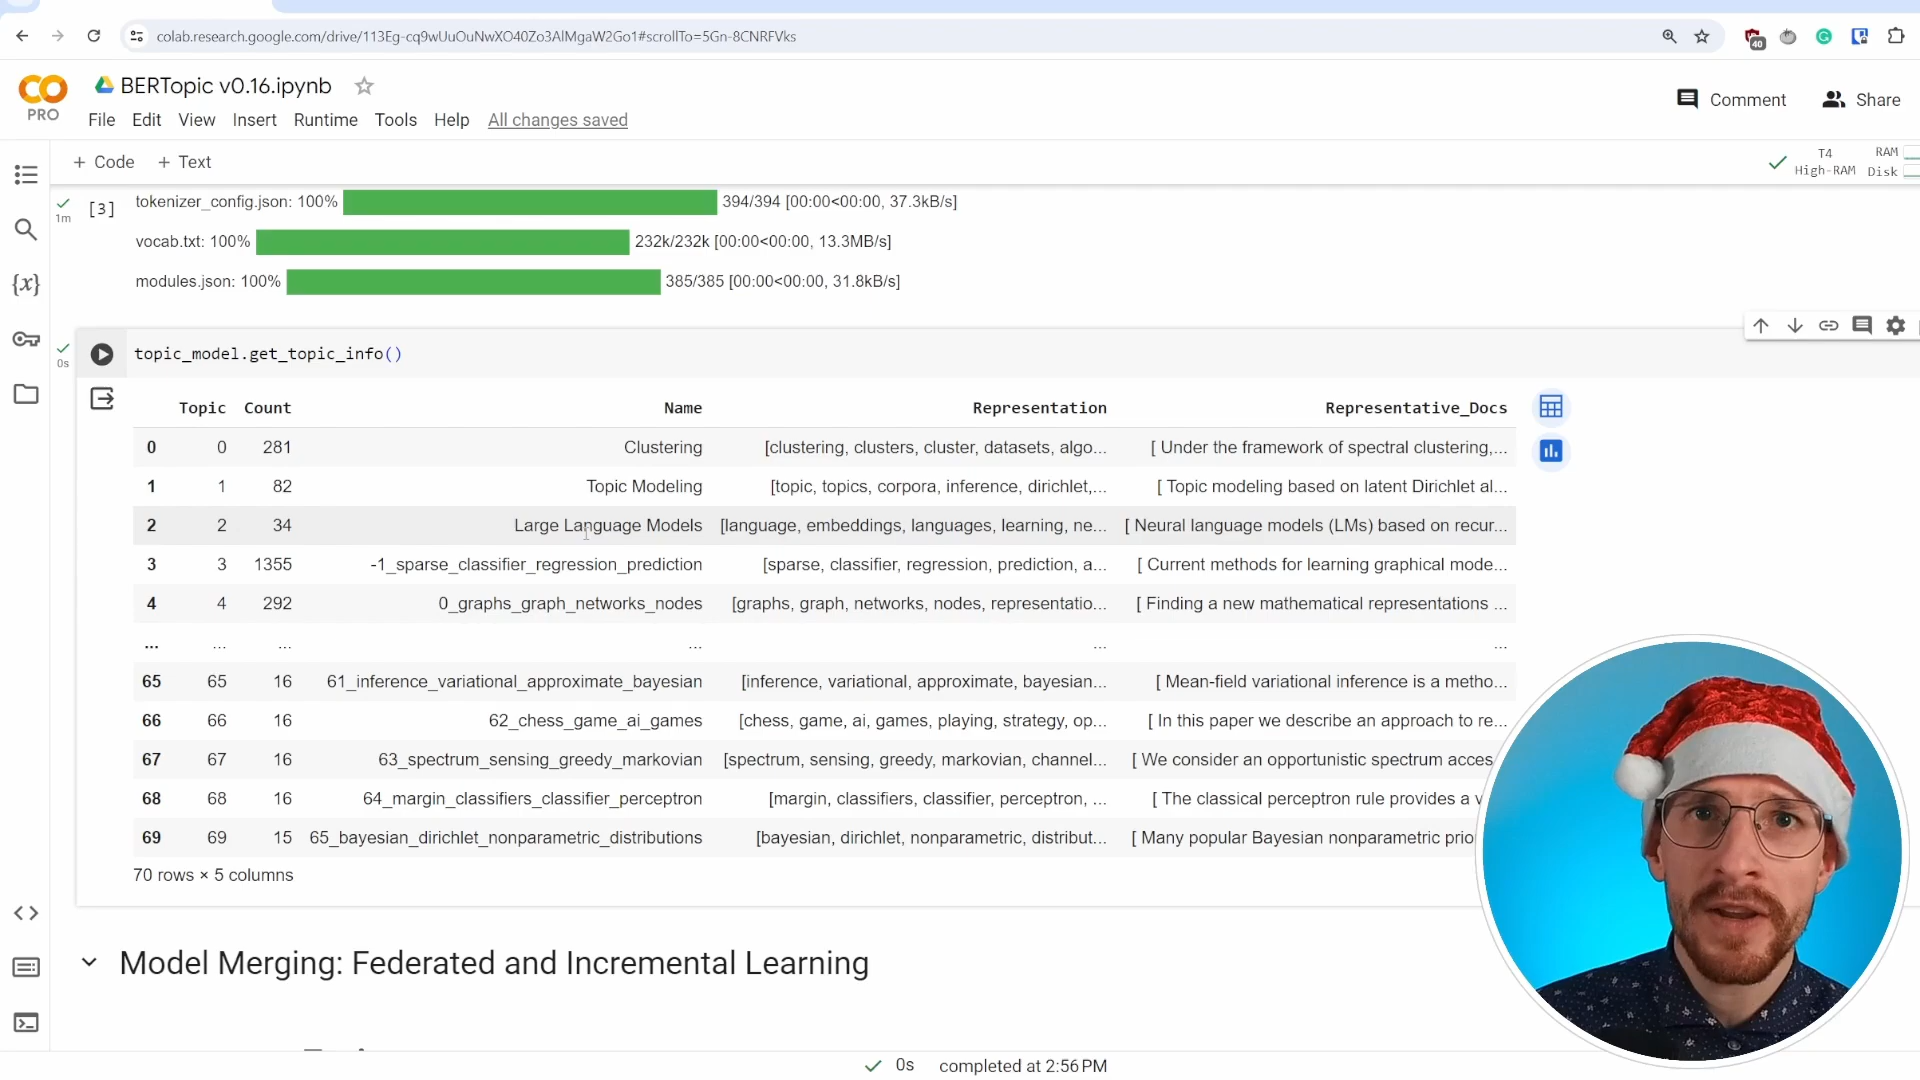 colab.research.google.com/drive/113Eg-cq9wUuOuNwXO40Zo3AlMgaW2Go1#scrollTo=5Gn-8CNRFVks
40
PRO
BERTopic v0.16.ipynb
File Edit View Insert Runtime Tools Help All changes saved
Comment Share
+ Code + Text
T4 High-RAM
RAM
Disk
1m
[3]
tokenizer_config.json: 100% 394/394 [00:00<00:00, 37.3kB/s]
vocab.txt: 100% 232k/232k [00:00<00:00, 13.3MB/s]
modules.json: 100% 385/385 [00:00<00:00, 31.8kB/s]
{x}
0s
topic_model.get_topic_info()
Topic Count Name Representation Representative_Docs
0 0 281 Clustering [clustering, clusters, cluster, datasets, algo... [ Under the framework of spectral clustering,...
1 1 82 Topic Modeling [topic, topics, corpora, inference, dirichlet,... [ Topic modeling based on latent Dirichlet al...
2 2 34 Large Language Models [language, embeddings, languages, learning, ne... [ Neural language models (LMs) based on recur...
3 3 1355 -1_sparse_classifier_regression_prediction [sparse, classifier, regression, prediction, a... [ Current methods for learning graphical mode...
4 4 292 0_graphs_graph_networks_nodes [graphs, graph, networks, nodes, representatio... [ Finding a new mathematical representations ...
... ... ... ... ... ...
65 65 16 61_inference_variational_approximate_bayesian [inference, variational, approximate, bayesian... [ Mean-field variational inference is a metho...
66 66 16 62_chess_game_ai_games [chess, game, ai, games, playing, strategy, op... [ In this paper we describe an approach to re...
67 67 16 63_spectrum_sensing_greedy_markovian [spectrum, sensing, greedy, markovian, channel... [ We consider an opportunistic spectrum acces
68 68 16 64_margin_classifiers_classifier_perceptron [margin, classifiers, classifier, perceptron, ... [ The classical perceptron rule provides a v
69 69 15 65_bayesian_dirichlet_nonparametric_distributions [bayesian, dirichlet, nonparametric, distribut... [ Many popular Bayesian nonparametric prio
70 rows × 5 columns
Model Merging: Federated and Incremental Learning
0s completed at 2:56 PM